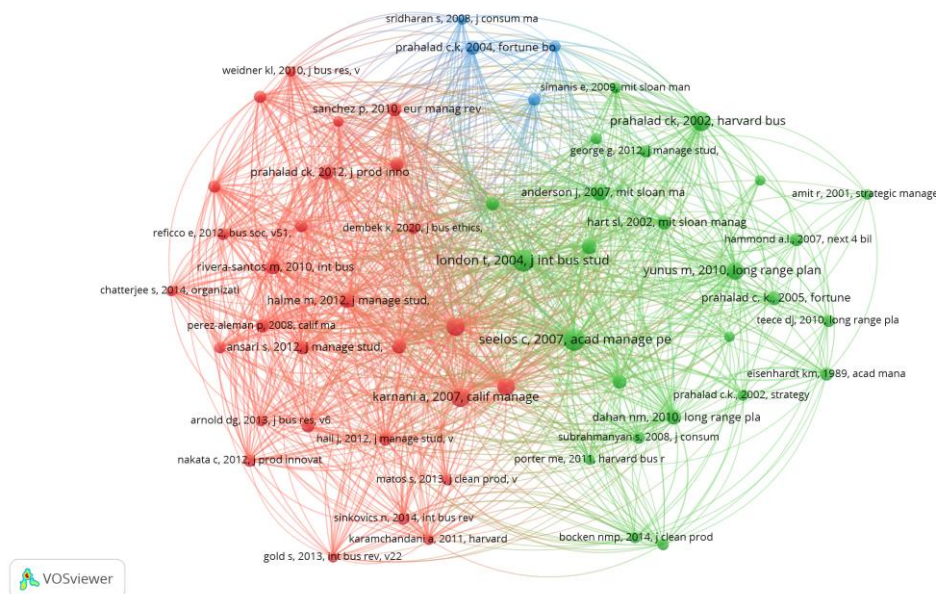 sridharan s, 2008, j consum ma
prahalad c.k, 2004, fortune bo
weidner kl, 2010, j bus res, v
simanis e, 2009, mit sloan man
sanchez p, 2010, eur manag rev
prahalad ck, 2002, harvard bus
george g, 2012, j manage stud,
prahalad ck, 2012, j prod inno
anderson j, 2007, mit sloan ma
amit r, 2001, strategic manage
hart sl, 2002, mit sloan manag
dembek k, 2020, j bus ethics,
reficco e, 2012, bus soc, v51,
hammond a.l., 2007, next 4 bil
london t, 2004, j int bus stud
rivera-santos m, 2010, int bus
yunus m, 2010, long range plan
chatterjee s, 2014, organizati
halme m, 2012, j manage stud,
prahalad c, k., 2005, fortune
perez-aleman p, 2008, calif ma
teece dj, 2010, long range pla
seelos c, 2007, acad manage pe
ansari s, 2012, j manage stud,
eisenhardt km, 1989, acad mana
karnani a, 2007, calif manage
prahalad c.k., 2002, strategy
dahan nm, 2010, long range pla
arnold dg, 2013, j bus res, v6
subrahmanyan s, 2008, j consum
hall j, 2012, j manage stud, v
nakata c, 2012, j prod innovat
porter me, 2011, harvard bus r
matos s, 2013, j clean prod, v
sinkovics n, 2014, int bus rev
karamchandani a, 2011, harvard
bocken nmp, 2014, j clean prod
gold s, 2013, int bus rev, v22
VOSviewer